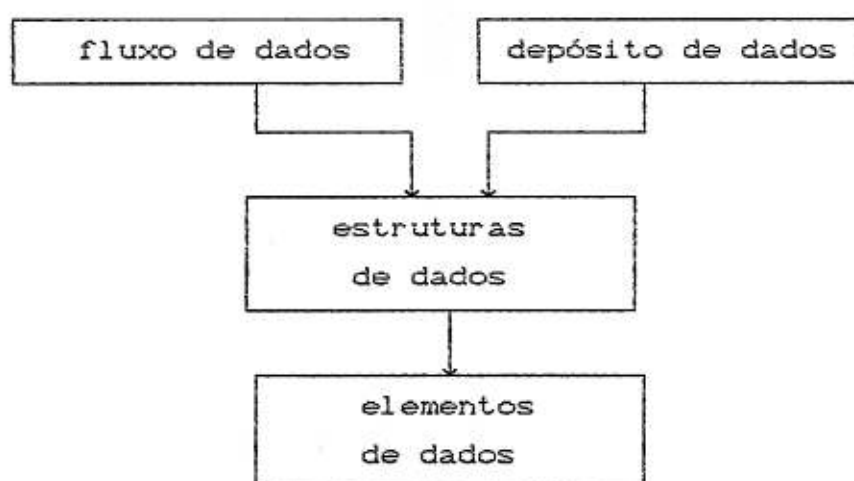 fluxo de dados
depósito de dados
estruturas
de dados
elementos
de dados